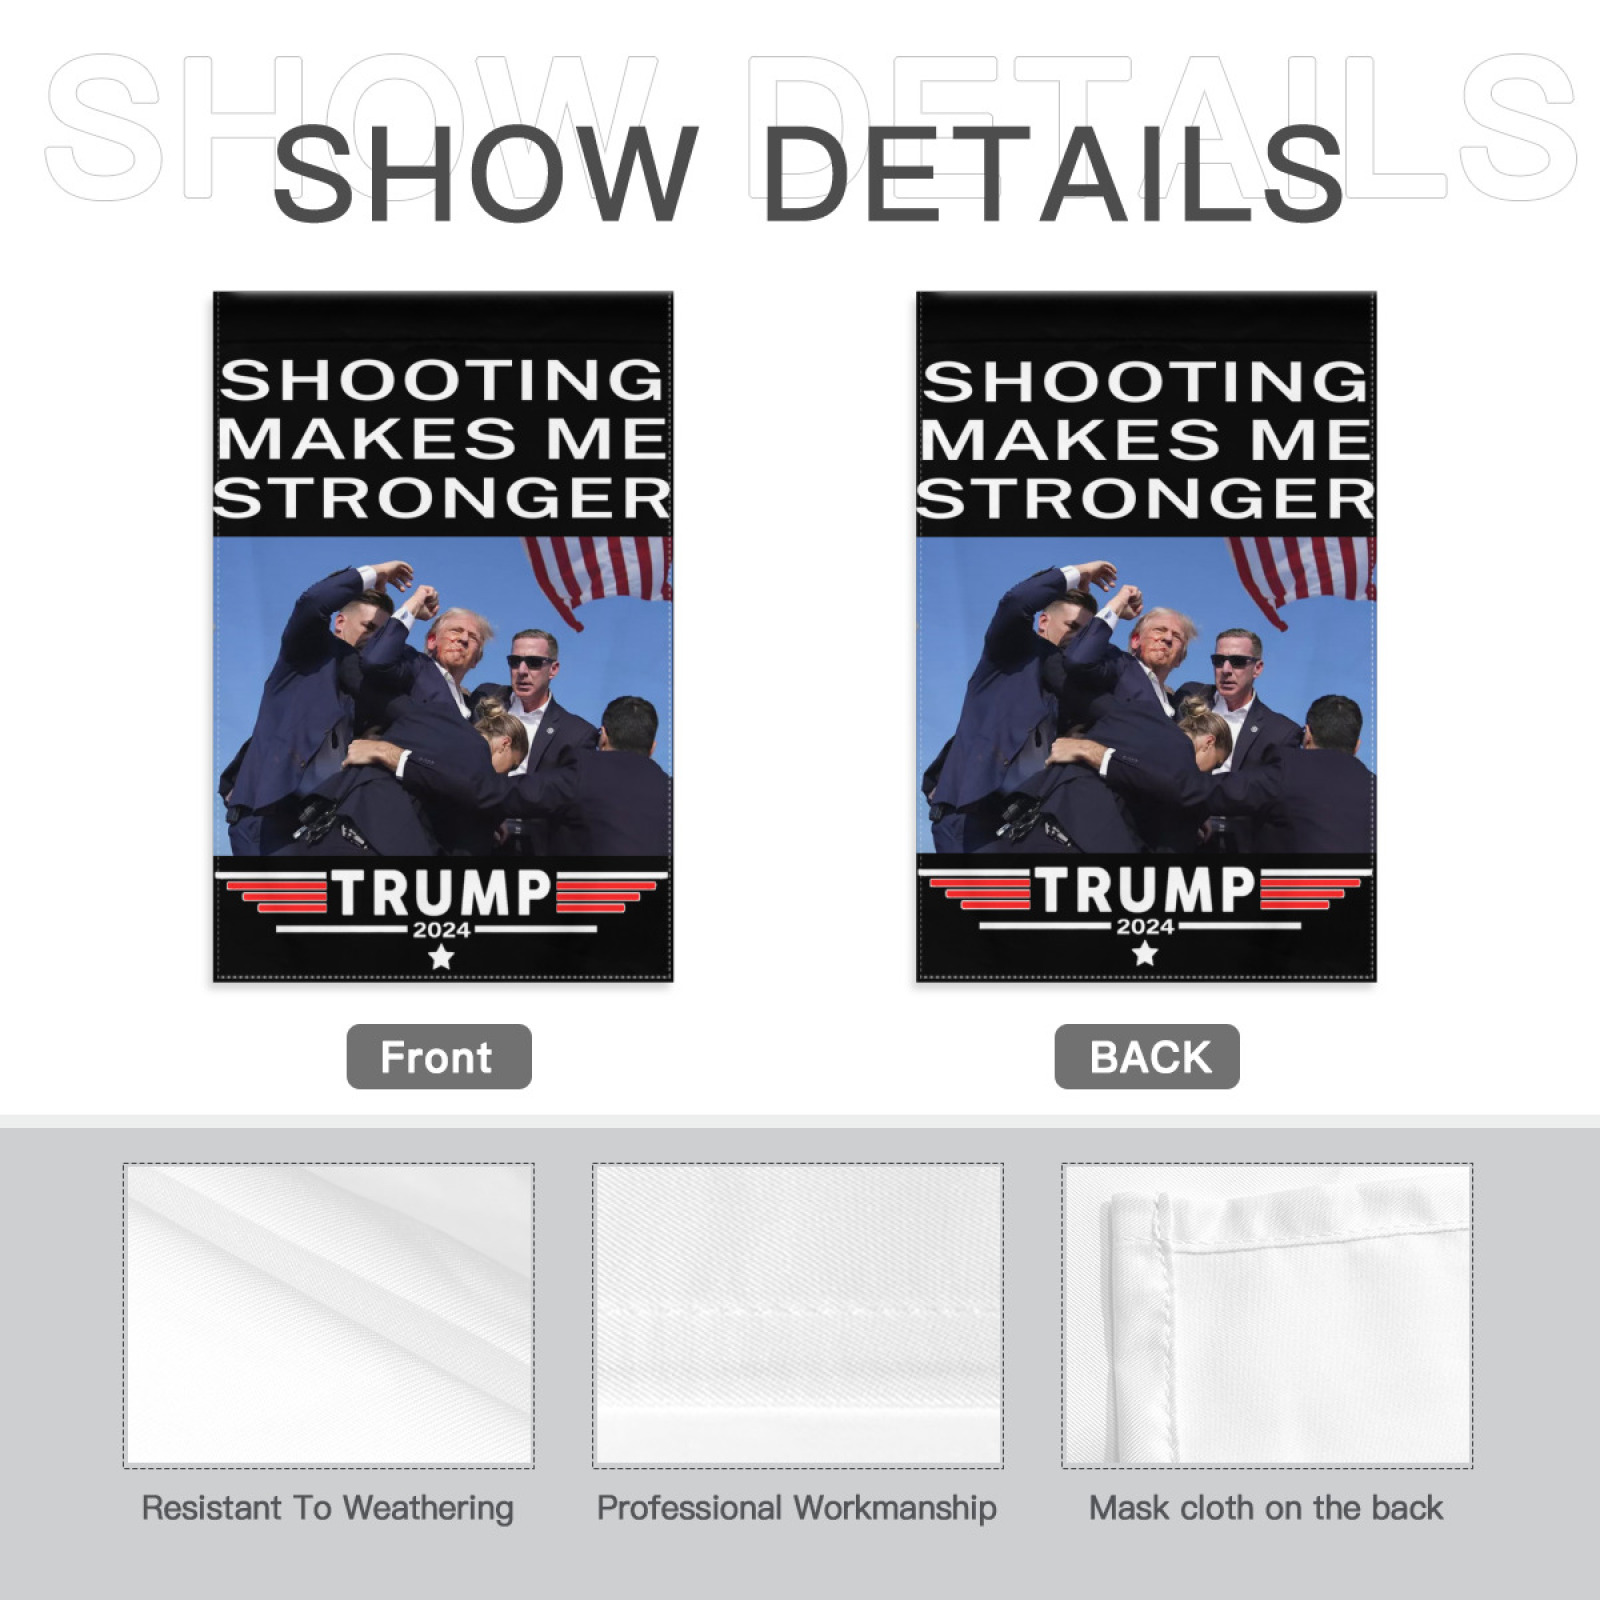 SHOW DETAILS
SHOW DETAILS
SHOOTING
MAKES ME
STRONGER
TRUMP
2024
Front
SHOOTING
MAKES ME
STRONGER
TRUMP
2024
BACK
Resistant To Weathering
Professional Workmanship
Mask cloth on the back